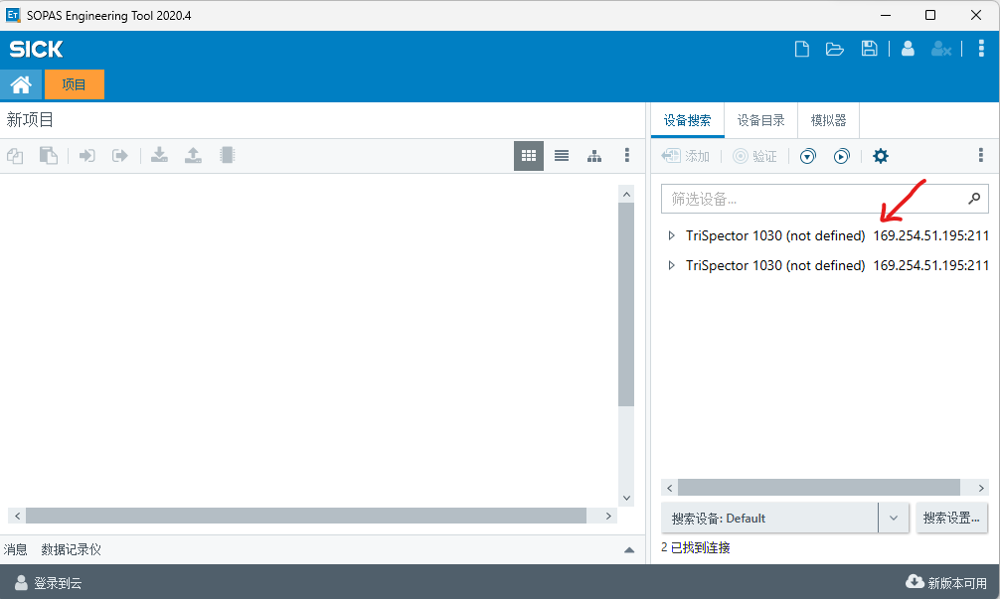 SOPAS Engineering Tool 2020.4
SICK
项目
新项目
设备搜索 设备目录 模拟器
添加 验证
筛选设备...
TriSpector 1030 (not defined) 169.254.51.195:211
TriSpector 1030 (not defined) 169.254.51.195:211
搜索设备: Default 搜索设置...
2 已找到连接
消息 数据记录仪
登录到云 新版本可用